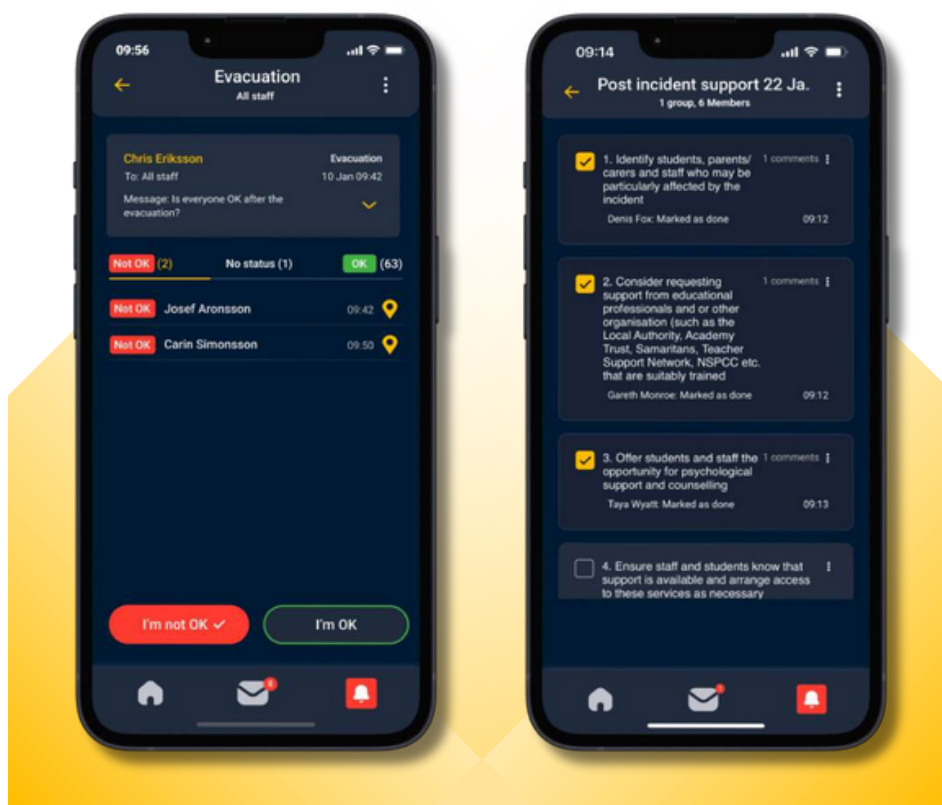 09:56
Evacuation
All staff
Chris Eriksson
Evacuation
To: All staff
10 Jan 09:42
Message: Is everyone OK after the
evacuation?
Not OK (2)
No status (1)
OK (63)
Not OK Josef Aronsson 09:42
Not OK Carin Simonsson 09:50
I'm not OK
I'm OK
8
09:14
Post incident support 22 Ja.
1 group, 6 Members
1. Identify students, parents/
carers and staff who may be
particularly affected by the
incident
1 comments
Denis Fox: Marked as done 09:12
2. Consider requesting
support from educational
professionals and or other
organisation (such as the
Local Authority, Academy
Trust, Samaritans, Teacher
Support Network, NSPCC etc.
that are suitably trained
1 comments
Gareth Monroe: Marked as done 09:12
3. Offer students and staff the
opportunity for psychological
support and counselling
1 comments
Taya Wyatt: Marked as done 09:13
4. Ensure staff and students know that
support is available and arrange access
to these services as necessary